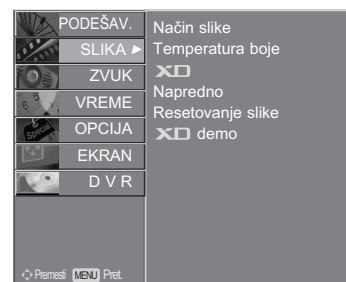 PODEŠAV.
SLIKA
ZVUK
VREME
OPCIJA
EKRAN
D V R
Način slike
Temperatura boje
XD
Napredno
Resetovanje slike
XD demo
Premesti MENU Pret.